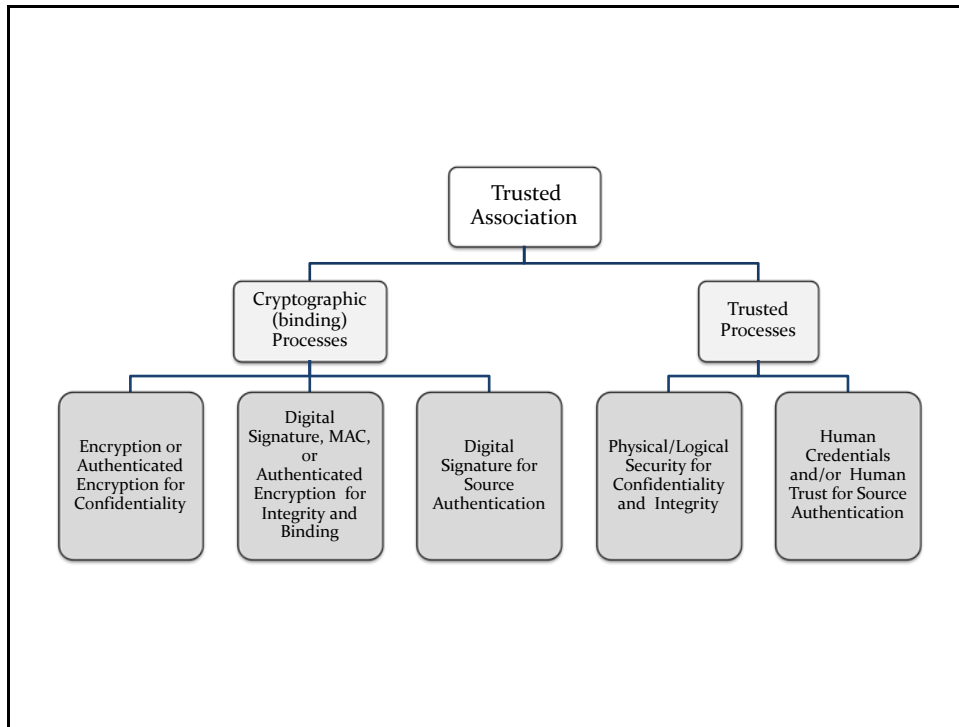 Trusted
Association
Cryptographic
(binding)
Processes
Trusted
Processes
Encryption or
Authenticated
Encryption for
Confidentiality
Digital
Signature, MAC,
or
Authenticated
Encryption for
Integrity and
Binding
Digital
Signature for
Source
Authentication
Physical/Logical
Security for
Confidentiality
and Integrity
Human
Credentials
and/or Human
Trust for Source
Authentication